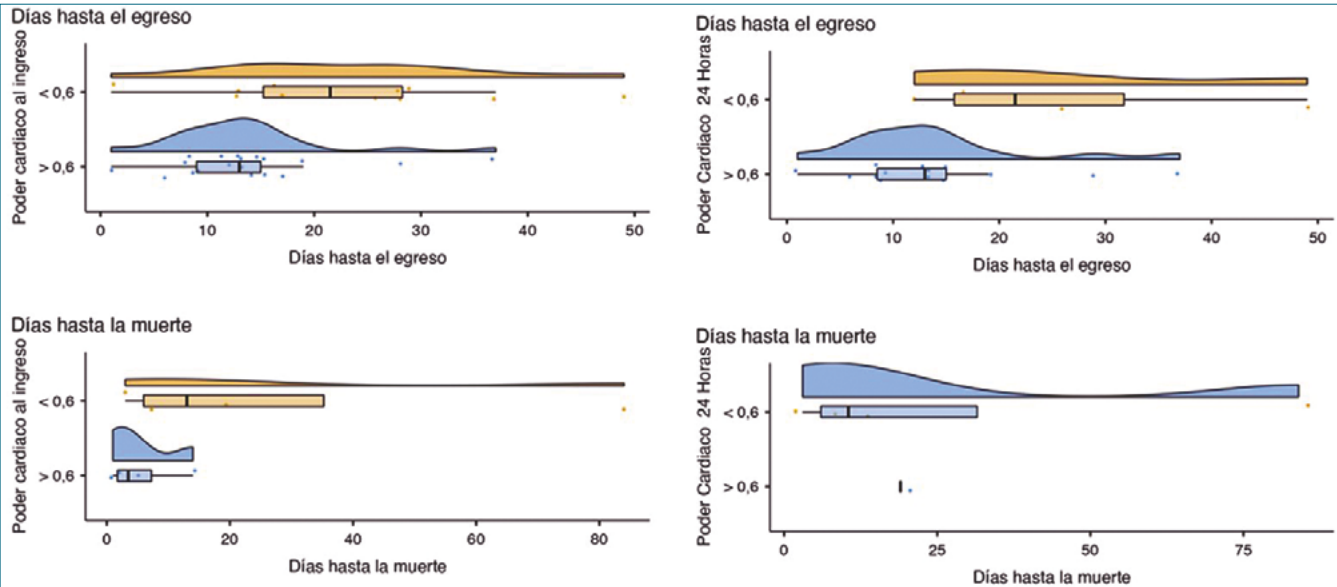 Días hasta el egreso
Poder cardiaco al ingreso
< 0,6
> 0,6
0 10 20 30 40 50
Días hasta el egreso
Días hasta el egreso
Poder Cardiaco 24 Horas
< 0,6
> 0,6
0 10 20 30 40 50
Días hasta el egreso
Días hasta la muerte
Poder cardiaco al ingreso
< 0,6
> 0,6
0 20 40 60 80
Días hasta la muerte
Días hasta la muerte
Poder Cardiaco 24 Horas
< 0,6
> 0,6
0 25 50 75
Días hasta la muerte